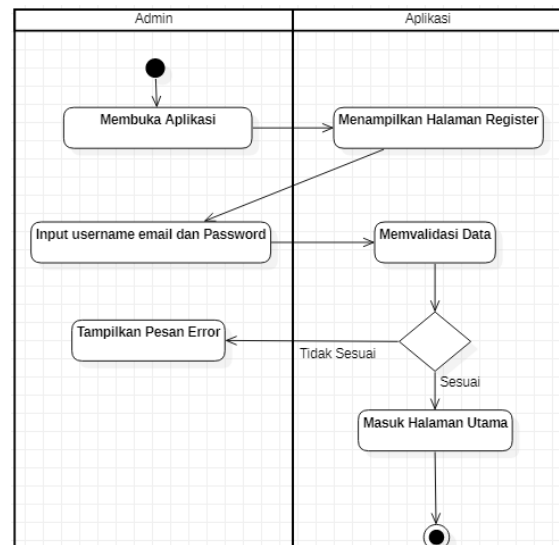 Admin
Aplikasi
Membuka Aplikasi
Menampilkan Halaman Register
Input username email dan Password
Memvalidasi Data
Tampilkan Pesan Error
Tidak Sesuai
Sesuai
Masuk Halaman Utama